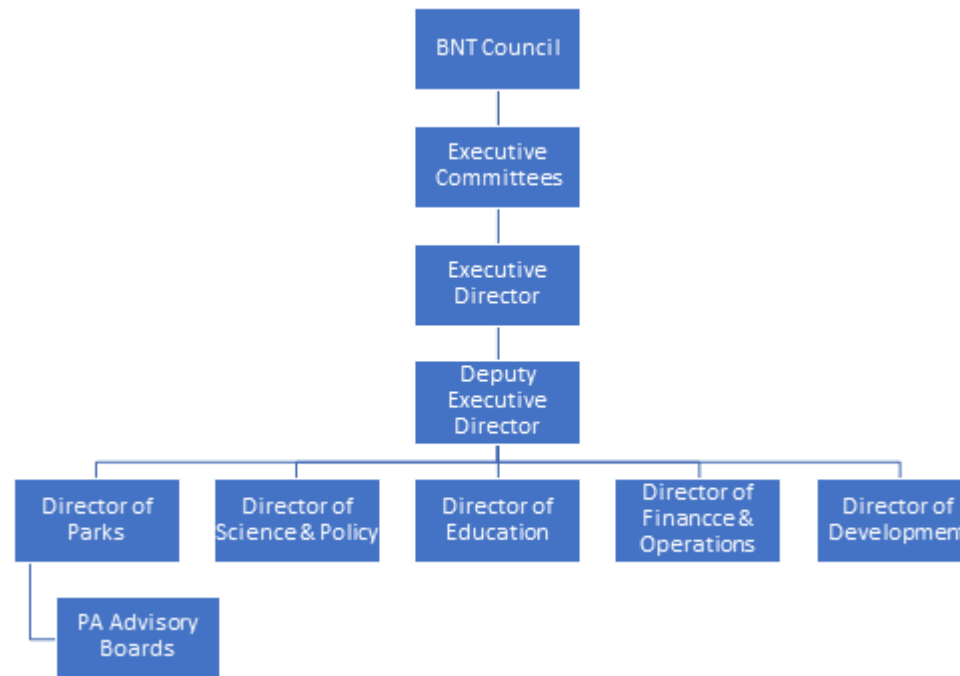 BNT Council
Executive
Committees
Executive
Director
Deputy
Executive
Director
Director of
Parks
Director of
Science & Policy
Director of
Education
Director of
Financce &
Operations
Director of
Development
PA Advisory
Boards